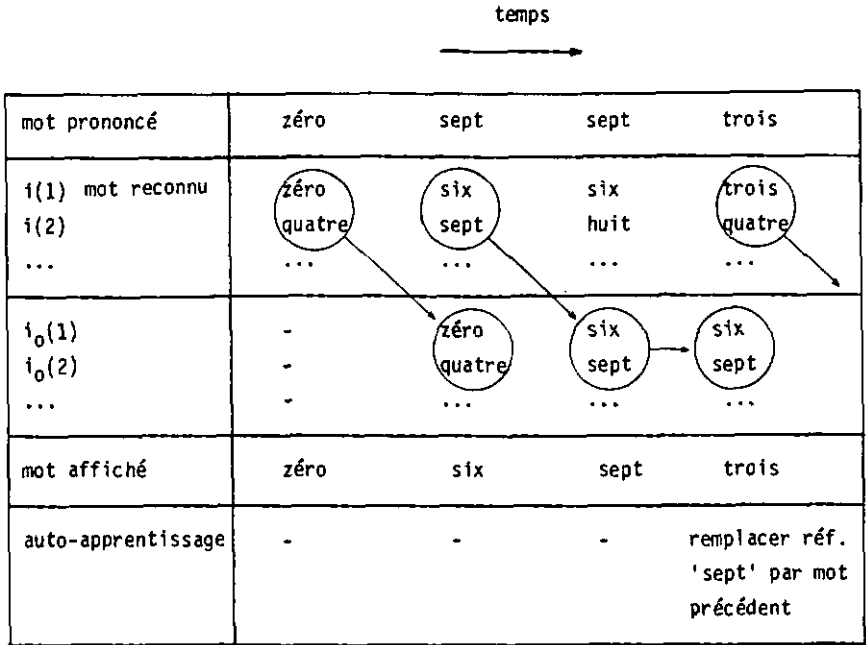 temps
mot prononcé zéro sept sept trois
i(1) mot reconnu zéro six six trois
i(2) quatre sept huit quatre
... ... ... ... ...
i₀(1) - zéro six six
i₀(2) - quatre sept sept
... - ... ... ...
mot affiché zéro six sept trois
auto-apprentissage - - - remplacer réf.
'sept' par mot
précédent